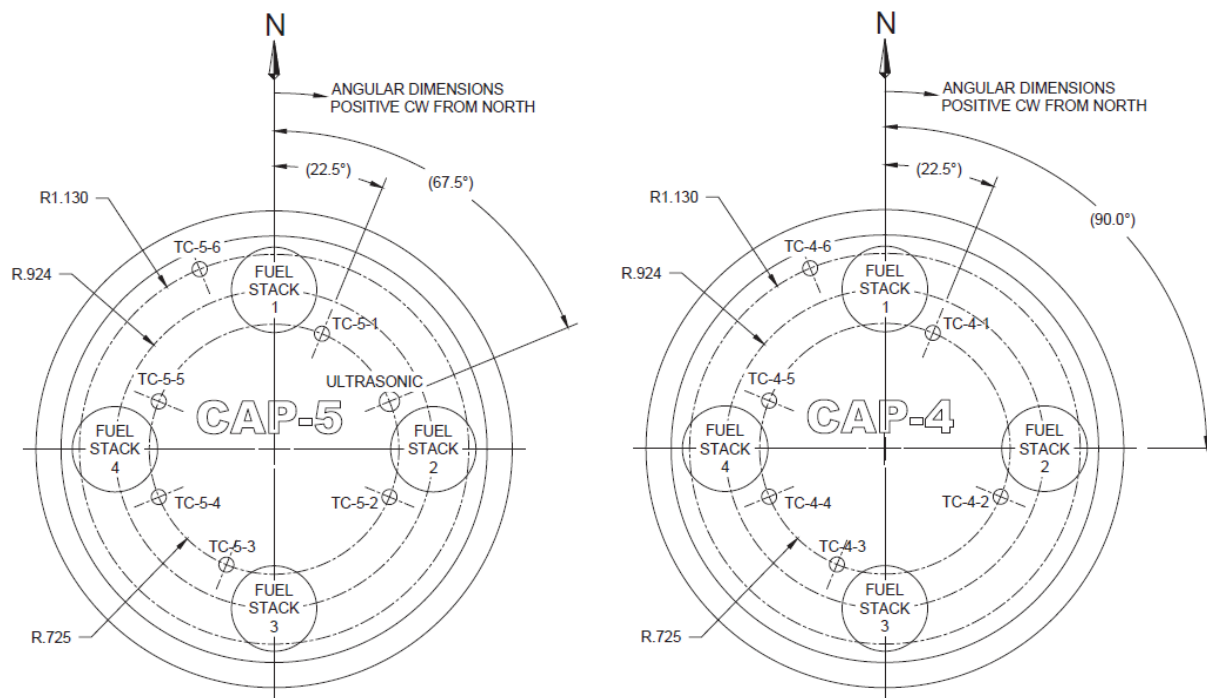 N
ANGULAR DIMENSIONS
POSITIVE CW FROM NORTH
(22.5°)
(67.5°)
R1.130
TC-5-6
R.924
FUEL
STACK
1
TC-5-1
TC-5-5
ULTRASONIC
CAP-5
FUEL
STACK
4
FUEL
STACK
2
TC-5-4
TC-5-2
TC-5-3
FUEL
STACK
3
R.725
N
ANGULAR DIMENSIONS
POSITIVE CW FROM NORTH
(22.5°)
(90.0°)
R1.130
TC-4-6
R.924
FUEL
STACK
1
TC-4-1
TC-4-5
CAP-4
FUEL
STACK
4
FUEL
STACK
2
TC-4-4
TC-4-2
TC-4-3
FUEL
STACK
3
R.725